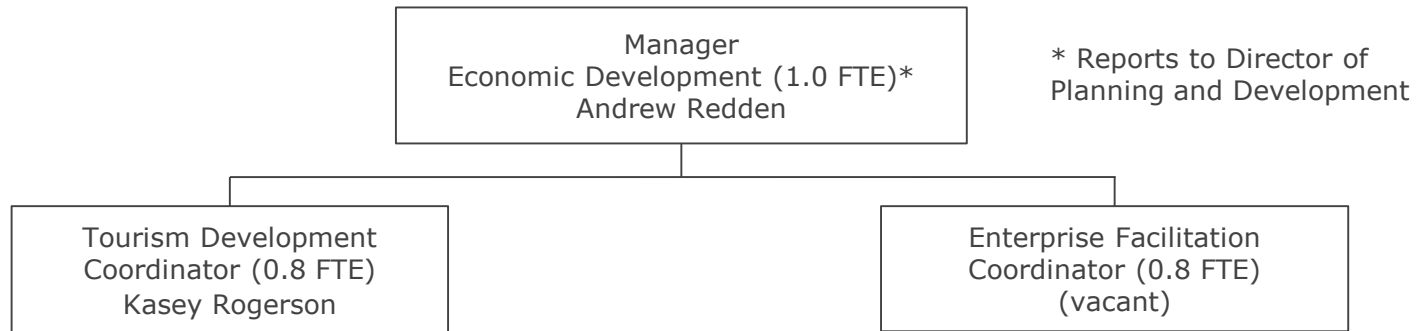 Manager
Economic Development (1.0 FTE)*
Andrew Redden
* Reports to Director of
Planning and Development
Tourism Development
Coordinator (0.8 FTE)
Kasey Rogerson
Enterprise Facilitation
Coordinator (0.8 FTE)
(vacant)